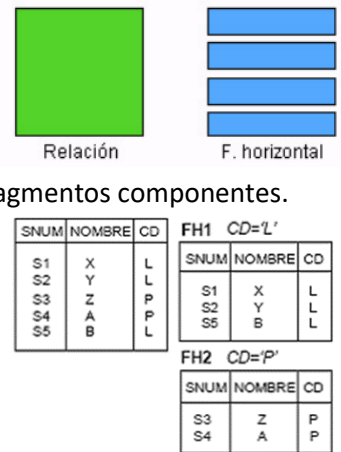 Relación
F. horizontal
agmentos componentes.
SNUM NOMBRE CD
S1 X L
S2 Y L
S3 Z P
S4 A P
S5 B L
FH1 CD='L'
SNUM NOMBRE CD
S1 X L
S2 Y L
S5 B L
FH2 CD='P'
SNUM NOMBRE CD
S3 Z P
S4 A P